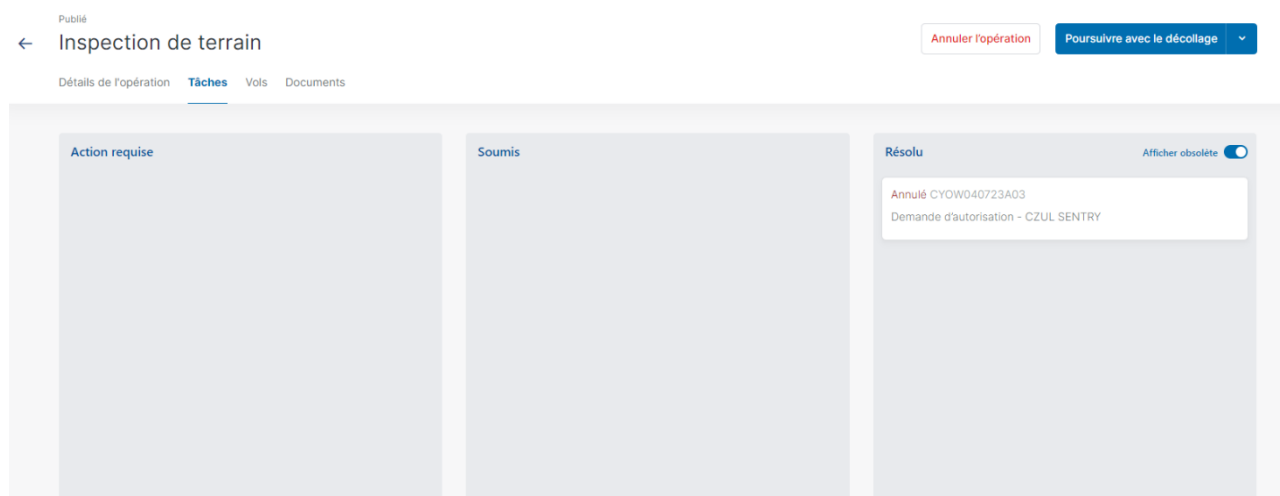 Publié
Inspection de terrain
Annuler l'opération
Poursuivre avec le décollage
Détails de l'opération Tâches Vols Documents
Action requise
Soumis
Résolu
Afficher obsolète
Annulé CYOW040723A03
Demande d'autorisation - CZUL SENTRY